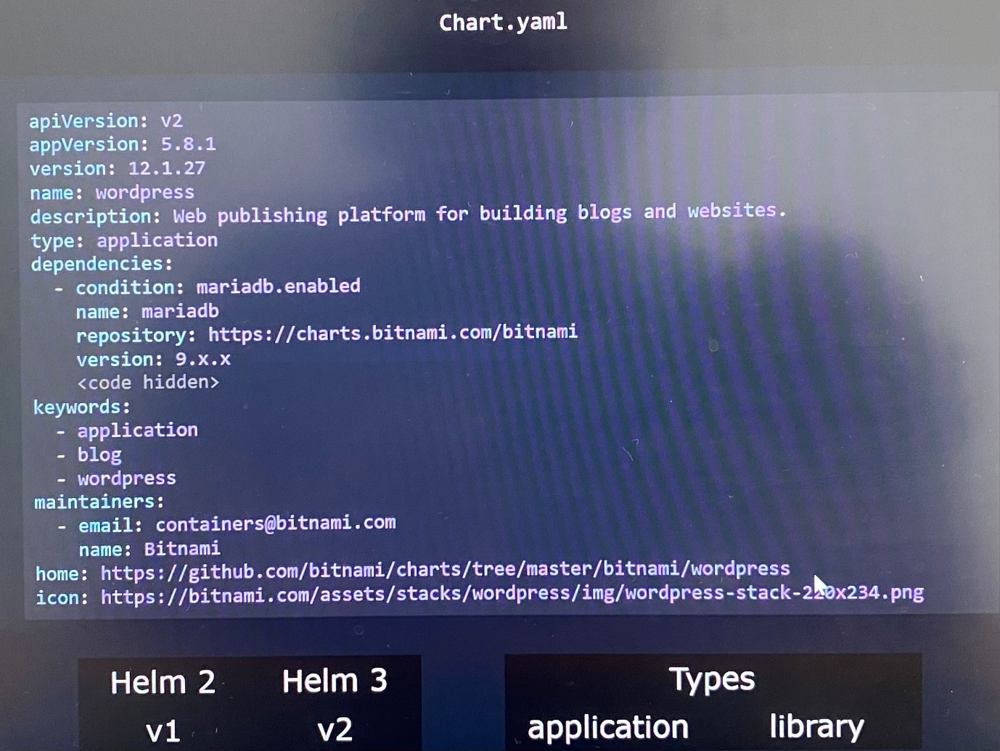 Chart.yaml
apiVersion: v2
appVersion: 5.8.1
version: 12.1.27
name: wordpress
description: Web publishing platform for building blogs and websites.
type: application
dependencies:
  - condition: mariadb.enabled
    name: mariadb
    repository: https://charts.bitnami.com/bitnami
    version: 9.x.x
    <code hidden>
keywords:
  - application
  - blog
  - wordpress
maintainers:
  - email: containers@bitnami.com
    name: Bitnami
home: https://github.com/bitnami/charts/tree/master/bitnami/wordpress
icon: https://bitnami.com/assets/stacks/wordpress/img/wordpress-stack-220x234.png
Helm 2 Helm 3
v1 v2
Types
application library